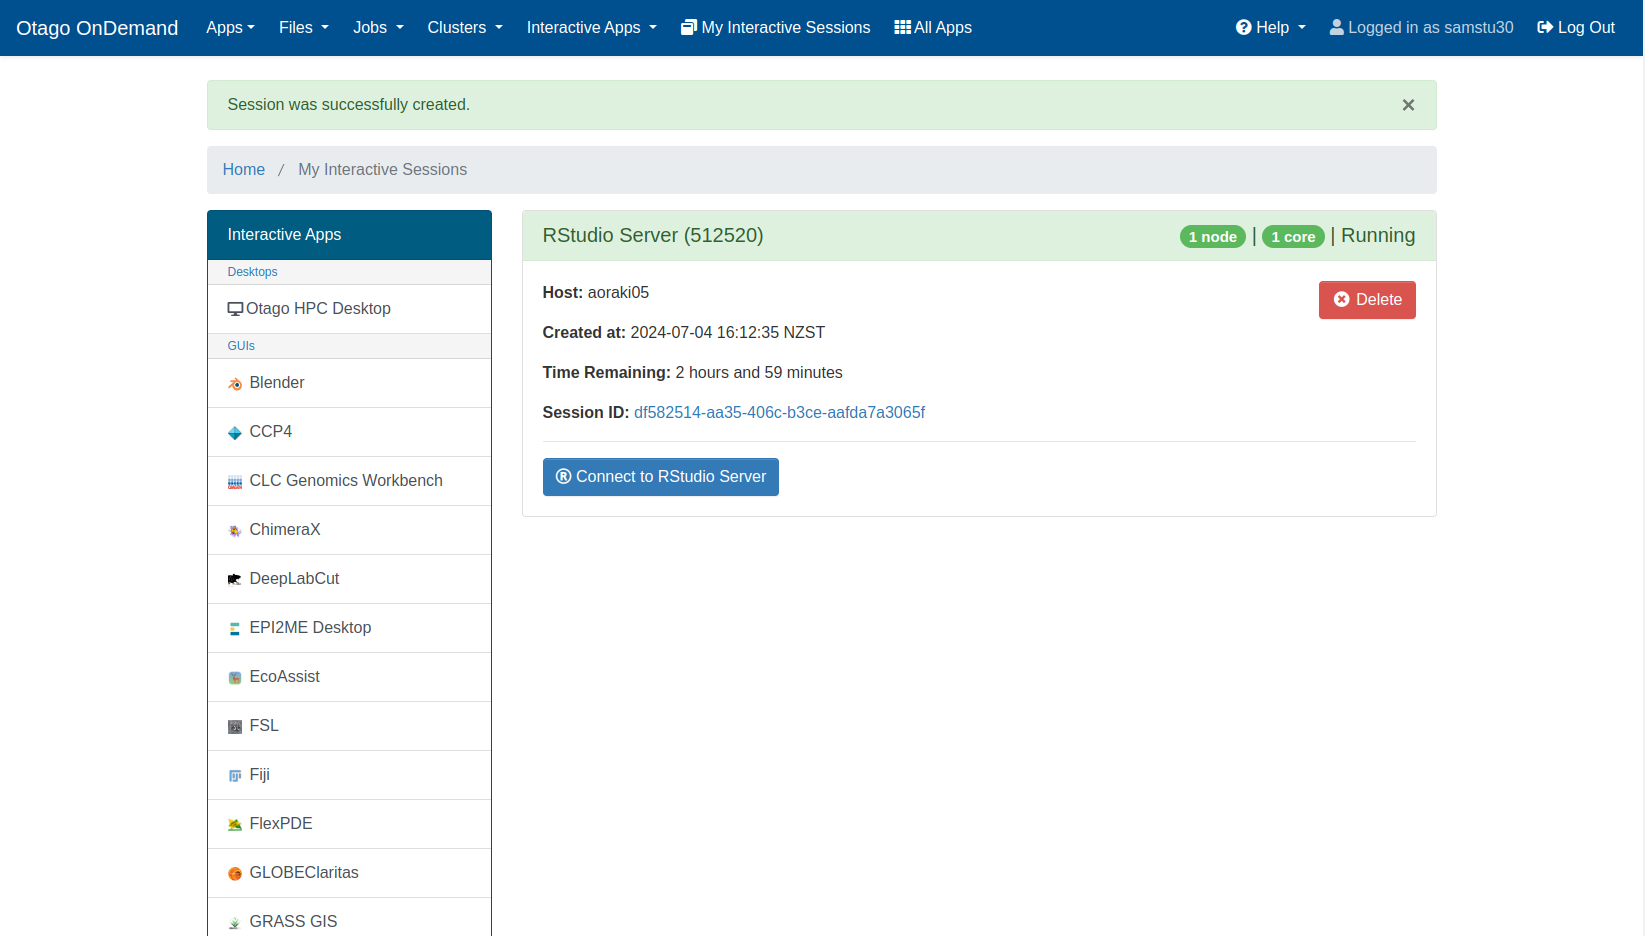 Otago OnDemand Apps Files Jobs Clusters Interactive Apps My Interactive Sessions All Apps Help Logged in as samstu30 Log Out
Session was successfully created. ×
Home / My Interactive Sessions
Interactive Apps
Desktops
Otago HPC Desktop
GUIs
Blender
CCP4
CLC Genomics Workbench
ChimeraX
DeepLabCut
EPI2ME Desktop
EcoAssist
FSL
Fiji
FlexPDE
GLOBEClaritas
GRASS GIS
RStudio Server (512520) 1 node | 1 core | Running
Host: aoraki05
Delete
Created at: 2024-07-04 16:12:35 NZST
Time Remaining: 2 hours and 59 minutes
Session ID: df582514-aa35-406c-b3ce-aafda7a3065f
Connect to RStudio Server